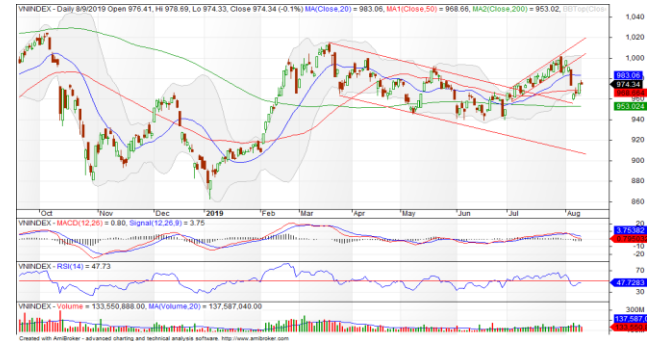 VNINDEX - Daily 8/9/2019 Open 976.41, Hi 978.69, Lo 974.33, Close 974.34 (-0.1%) MA(Close,20) = 983.06, MA1(Close,50) = 968.66, MA2(Close,200) = 953.02,
1,040
1,020
1,000
983.06
974.34
953.024
940
920
900
880
860
Oct Nov Dec 2019 Feb Mar Apr May Jun Jul Aug
VNINDEX - MACD(12,26) = 0.80, Signal(12,26,9) = 3.75
20
3.75382
-20
VNINDEX - RSI(14) = 47.73
70
47.7283
30
VNINDEX - Volume = 133,550,888.00, MA(Volume,20) = 137,587,040.00
300M
Created with AmiBroker - advanced charting and technical analysis software. http://www.amibroker.com